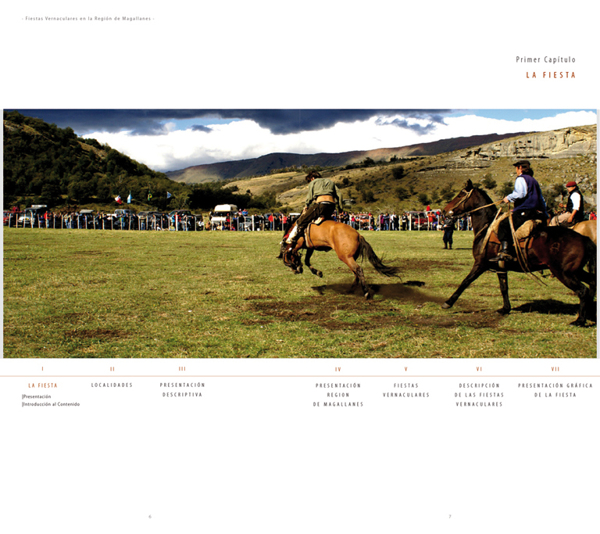 - Fiestas Vernaculares en la Región de Magallanes -
Primer Capítulo
LA FIESTA
I
II
III
IV
V
VI
VII
LA FIESTA
|Presentación
|Introducción al Contenido
LOCALIDADES
PRESENTACIÓN
DESCRIPTIVA
PRESENTACIÓN
REGION
DE MAGALLANES
FIESTAS
VERNACULARES
DESCRIPCIÓN
DE LAS FIESTAS
VERNACULARES
PRESENTACIÓN GRÁFICA
DE LA FIESTA
6
7